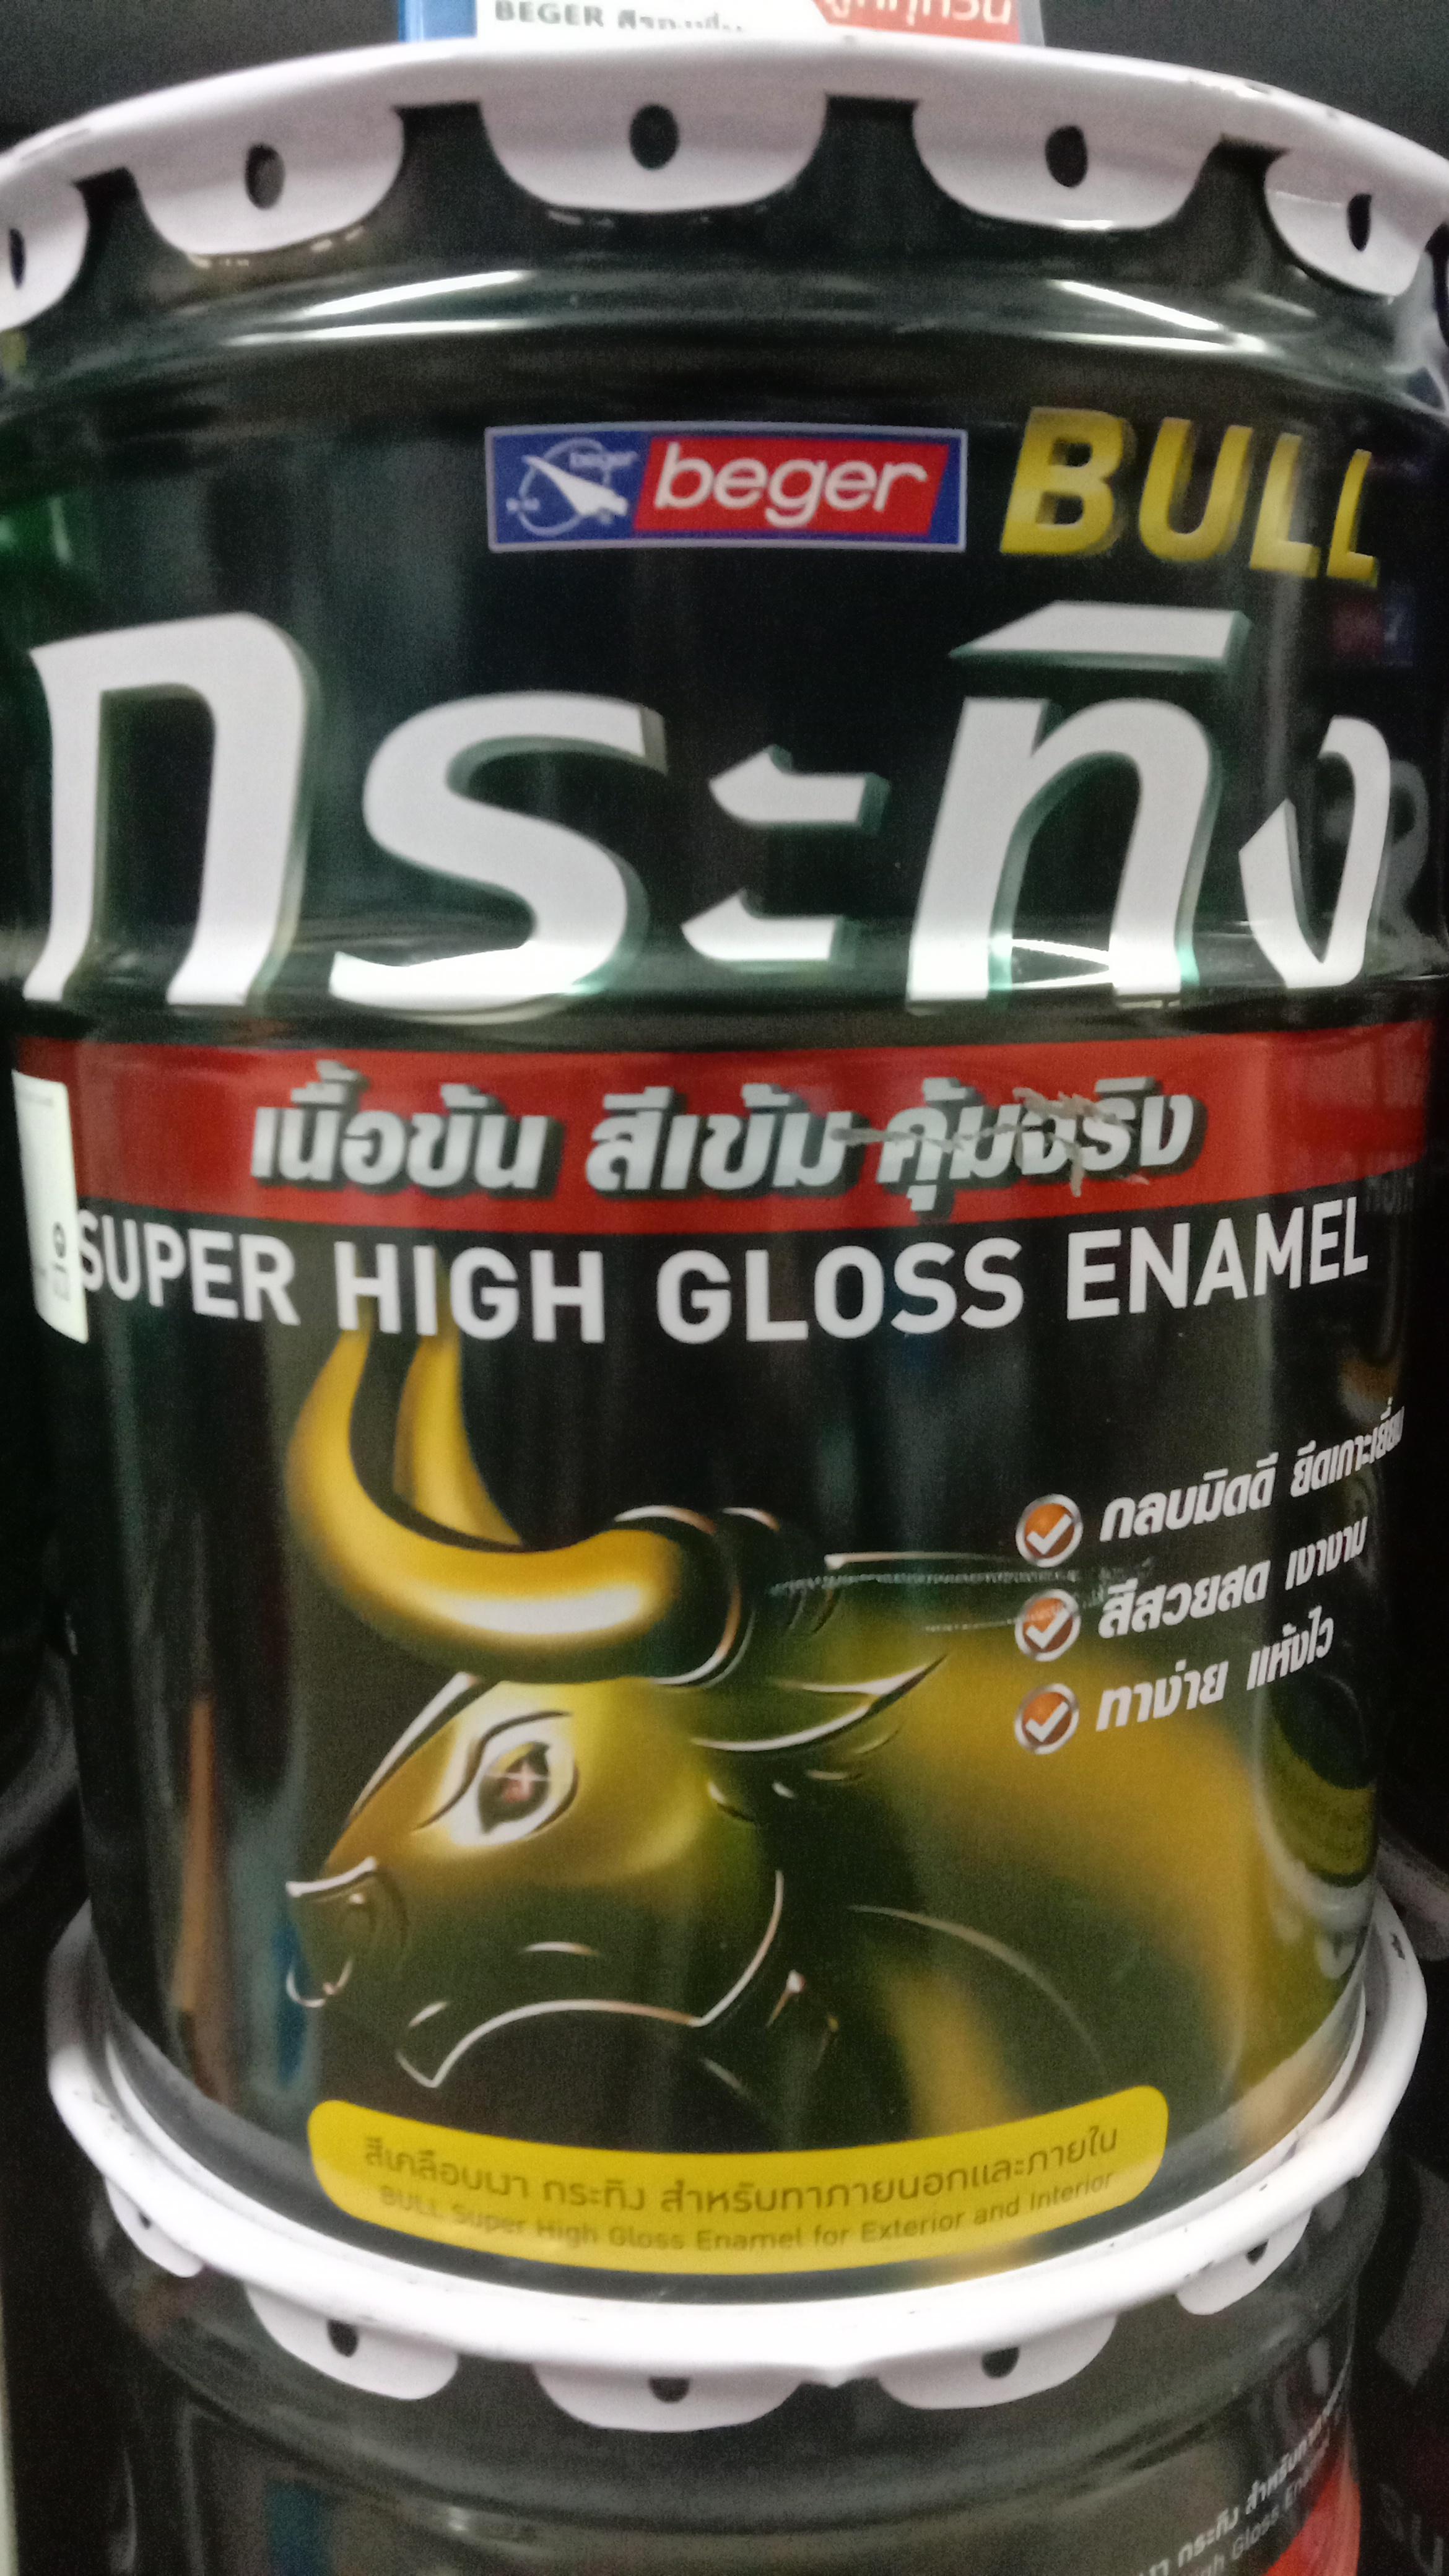 BEGER
beger BULL
กระทิง
เนื้อข้น สีเข้ม คุ้มจริง
SUPER HIGH GLOSS ENAMEL
กลบมิดดี ยึดเกาะเยี่ยม
สีสวยสด เงางาม
ทาง่าย แห้งไว
สีเคลือบเงา กระทิง สำหรับทาภายนอกและภายใน
BULL Super High Gloss Enamel for Exterior and Interior